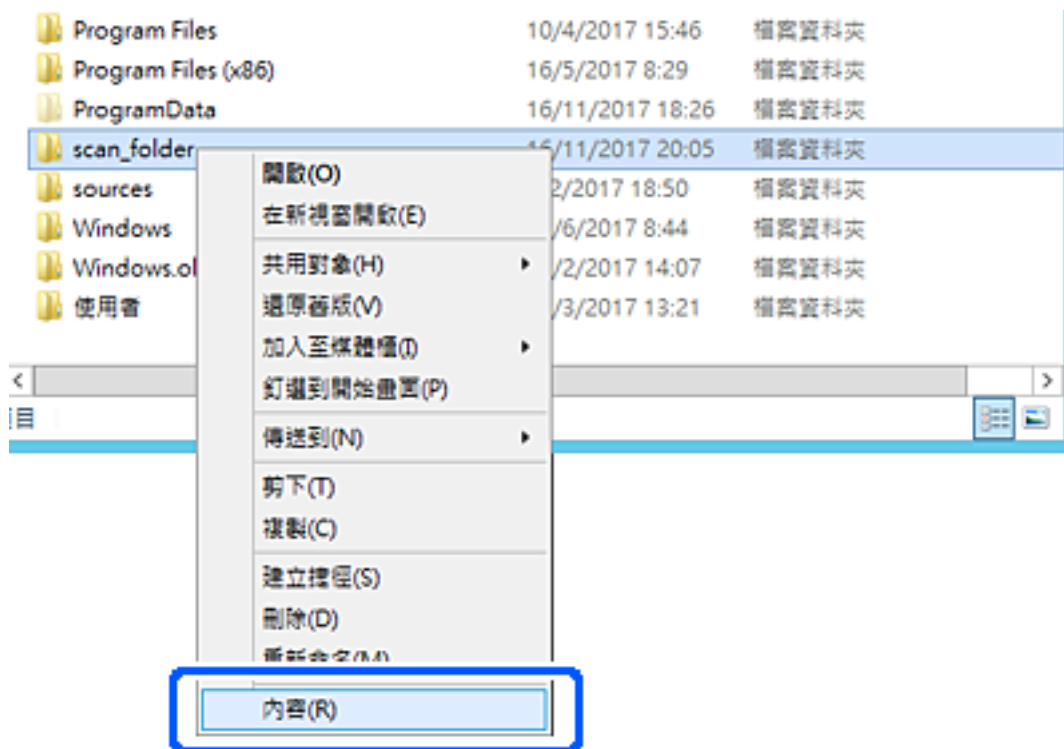 Program Files 10/4/2017 15:46 檔案資料夾
Program Files (x86) 16/5/2017 8:29 檔案資料夾
ProgramData 16/11/2017 18:26 檔案資料夾
scan_folder 16/11/2017 20:05 檔案資料夾
sources 2/2017 18:50 檔案資料夾
Windows /6/2017 8:44 檔案資料夾
Windows.ol /2/2017 14:07 檔案資料夾
使用者 /3/2017 13:21 檔案資料夾
目
開啟(O)
在新視窗開啟(E)
共用對象(H)
還原舊版(V)
加入至媒體櫃(I)
釘選到開始畫面(P)
傳送到(N)
剪下(T)
複製(C)
建立捷徑(S)
刪除(D)
重新命名(M)
內容(R)